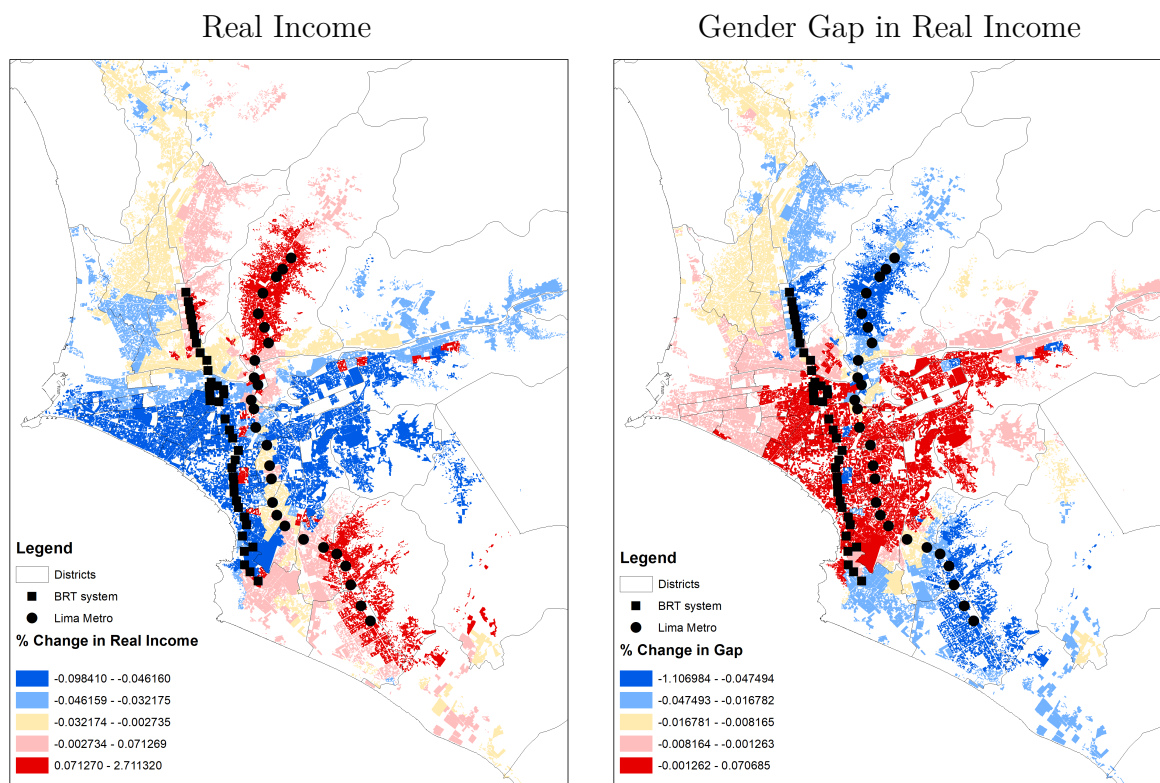 Real Income
Legend
Districts
BRT system
Lima Metro
% Change in Real Income
-0.098410 - -0.046160
-0.046159 - -0.032175
-0.032174 - -0.002735
-0.002734 - 0.071269
0.071270 - 2.711320
Gender Gap in Real Income
Legend
Districts
BRT system
Lima Metro
% Change in Gap
-1.106984 - -0.047494
-0.047493 - -0.016782
-0.016781 - -0.008165
-0.008164 - -0.001263
-0.001262 - 0.070685